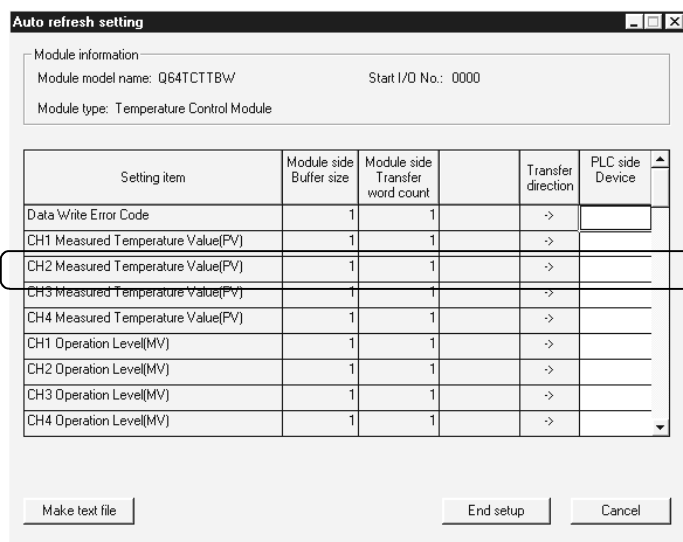 Auto refresh setting
Module information
Module model name: Q64TCTTBW Start I/O No.: 0000
Module type: Temperature Control Module
Setting item Module side Buffer size Module side Transfer word count Transfer direction PLC side Device
Data Write Error Code 1 1 ->
CH1 Measured Temperature Value(PV) 1 1 ->
CH2 Measured Temperature Value(PV) 1 1 ->
CH3 Measured Temperature Value(PV) 1 1 ->
CH4 Measured Temperature Value(PV) 1 1 ->
CH1 Operation Level(MV) 1 1 ->
CH2 Operation Level(MV) 1 1 ->
CH3 Operation Level(MV) 1 1 ->
CH4 Operation Level(MV) 1 1 ->
Make text file End setup Cancel